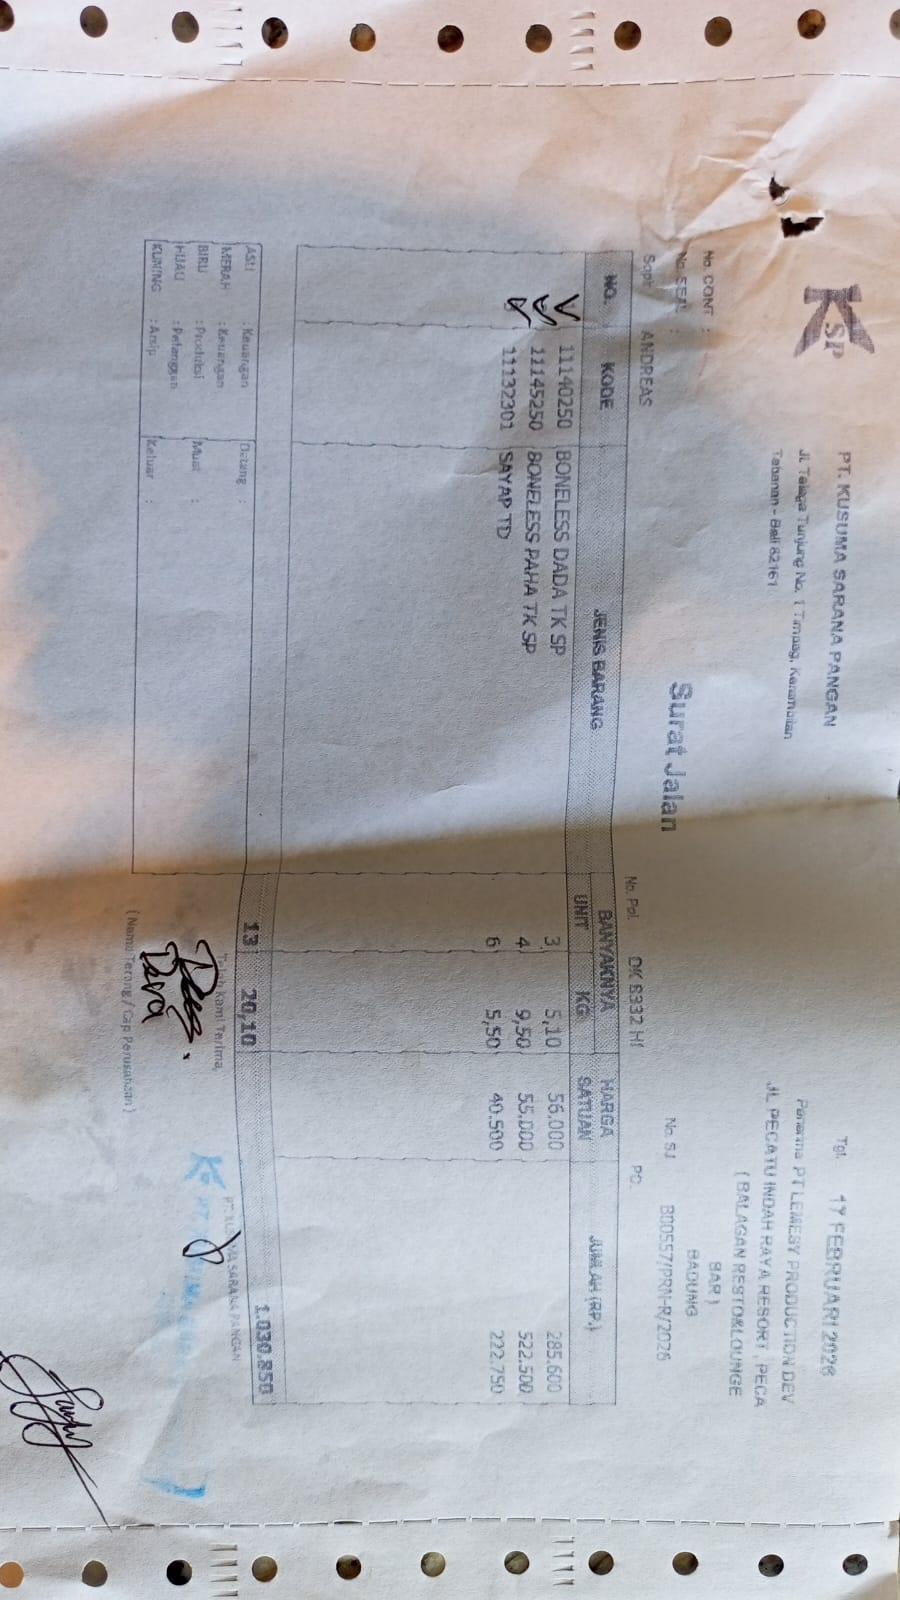 KSP
PT. KUSUMA SARANA PANGAN
Jl. Telaga Tunjung No. 1 Timpag, Kerambitan
Tabanan - Bali 82161
Tgl. 17 FEBRUARI 2026
Penerima PT LEMESY PRODUCTION DEV
JL PECATU INDAH RAYA RESORT , PECA
( BALAGAN RESTO&LOUNGE
BAR )
BADUNG
No. CONT :
No. SEAL :
Surat Jalan
No. SJ B00557/PRM-R/2026
Sopir ANDREAS
No. Pol. DK 8332 HI
PO.
NO. KODE JENIS BARANG BANYAKNYA HARGA JUMLAH (RP.)
UNIT KG SATUAN
11140250 BONELESS DADA TK SP 3 5,10 56.000 285.600
11145250 BONELESS PAHA TK SP 4 9,50 55.000 522.500
11132301 SAYAP TD 6 5,50 40.500 222.750
13 20,10 1.030.850
ASLI : Keuangan Datang :
MERAH : Keuangan
BIRU : Produksi Muat :
HIJAU : Pelanggan
KUNING : Arsip Keluar :
Telah kami Terima,
Deva
( Nama Terang / Cap Perusahaan )
PT. KUSUMA SARANA PANGAN